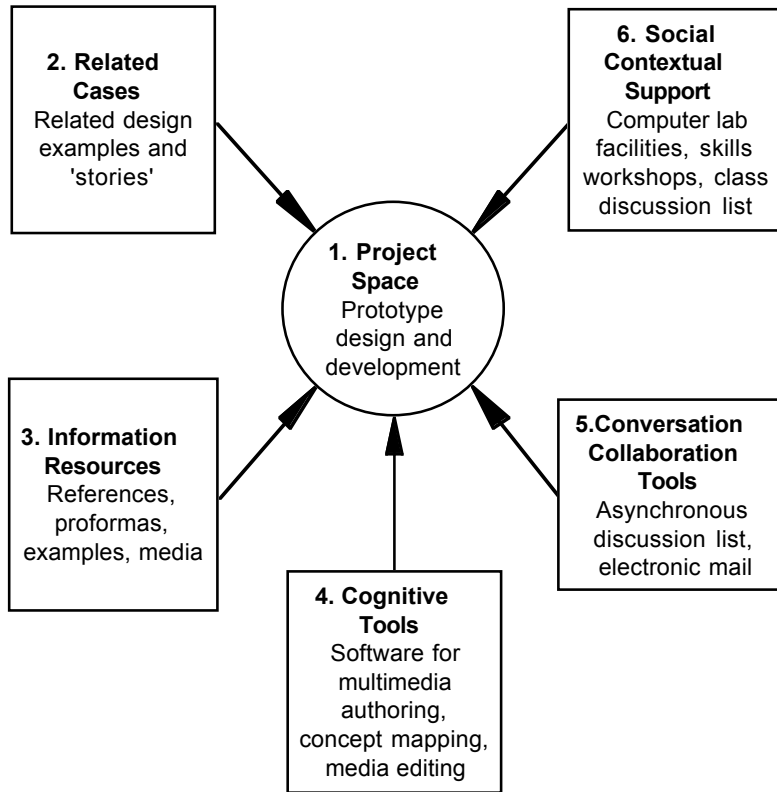 2. Related
Cases
Related design
examples and
'stories'
6. Social
Contextual
Support
Computer lab
facilities, skills
workshops, class
discussion list
1. Project
Space
Prototype
design and
development
3. Information
Resources
References,
proformas,
examples, media
5.Conversation
Collaboration
Tools
Asynchronous
discussion list,
electronic mail
4. Cognitive
Tools
Software for
multimedia
authoring,
concept mapping,
media editing